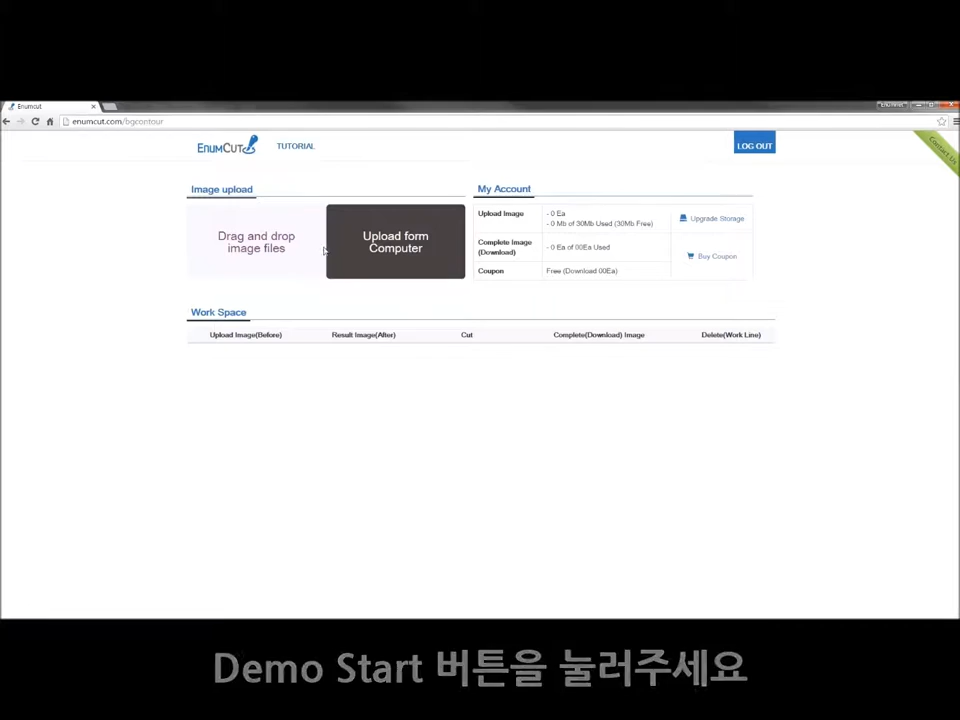 Enumcut
enumcut.com/bgcontour
ENUMCUT
TUTORIAL
LOG OUT
Contact Us
Image upload
Drag and drop
image files
Upload form
Computer
My Account
Upload Image
- 0 Ea
- 0 Mb of 30Mb Used (30Mb Free)
Upgrade Storage
Complete Image
(Download)
- 0 Ea of 00Ea Used
Buy Coupon
Coupon
Free (Download 00Ea)
Work Space
Upload Image(Before) Result Image(After) Cut Complete(Download) Image Delete(Work Line)
Demo Start 버튼을 눌러주세요